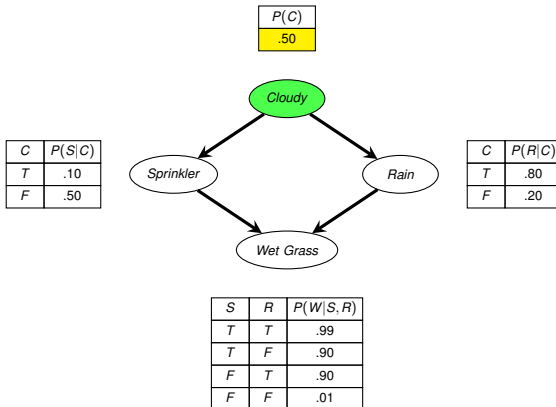 P(C)
.50
Cloudy
C P(S|C)
T .10
F .50
Sprinkler
Rain
C P(R|C)
T .80
F .20
Wet Grass
S R P(W|S, R)
T T .99
T F .90
F T .90
F F .01